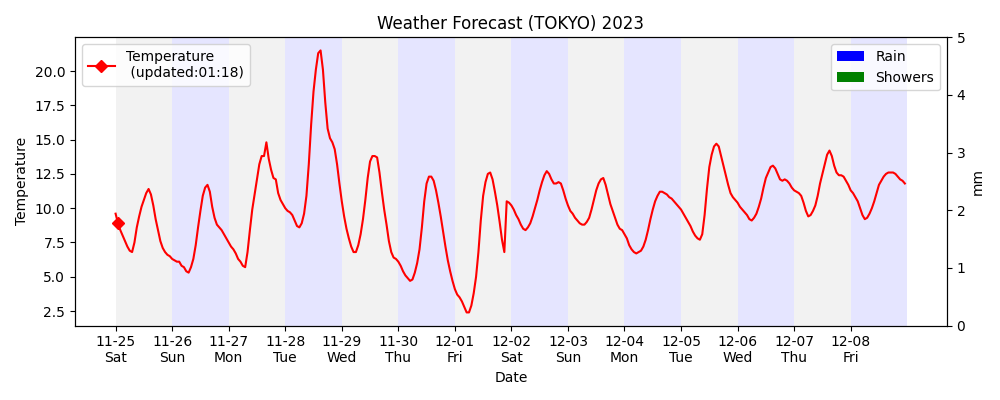 Weather Forecast (TOKYO) 2023
Temperature
(updated:01:18)
Rain
Showers
Temperature
20.0
17.5
15.0
12.5
10.0
7.5
5.0
2.5
5
4
3
2
1
0
mm
11-25 11-26 11-27 11-28 11-29 11-30 12-01 12-02 12-03 12-04 12-05 12-06 12-07 12-08
Sat Sun Mon Tue Wed Thu Fri Sat Sun Mon Tue Wed Thu Fri
Date